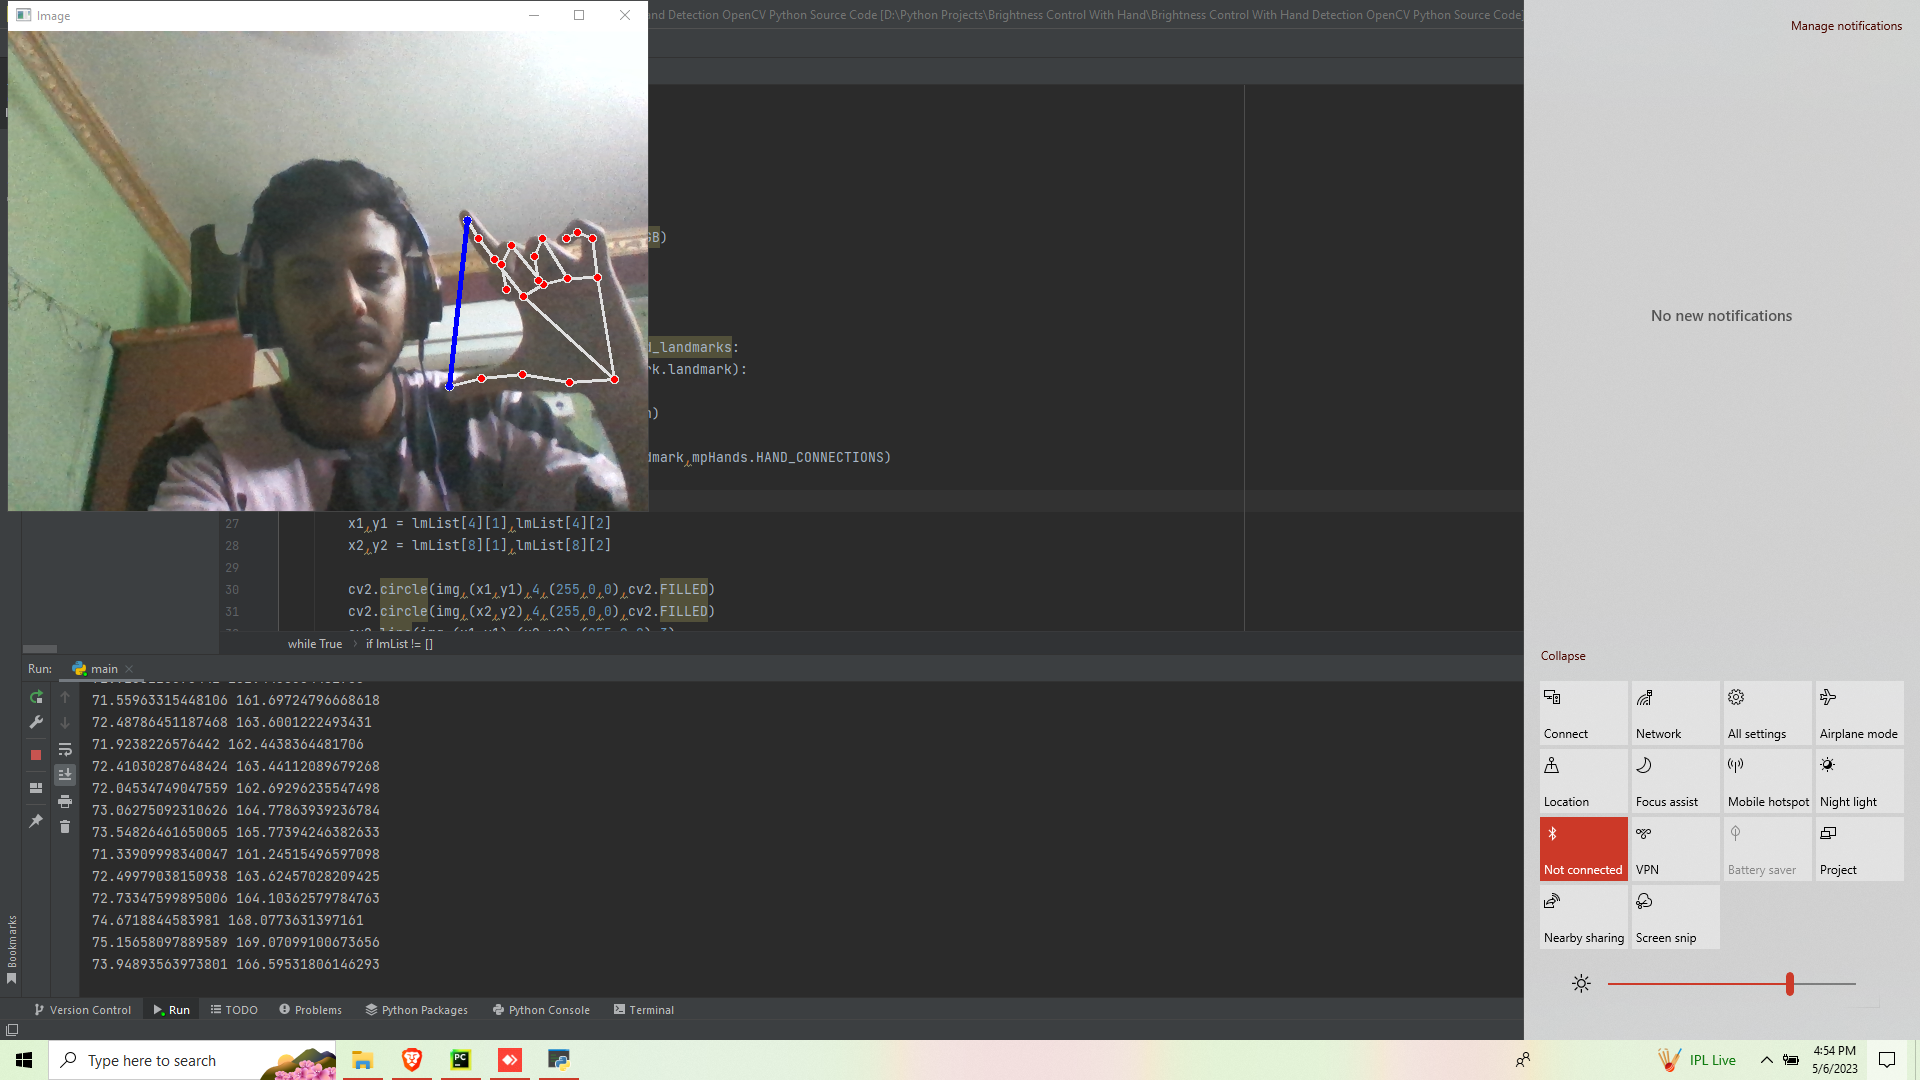 Image
and Detection OpenCV Python Source Code [D:\Python Projects\Brightness Control With Hand\Brightness Control With Hand Detection OpenCV Python Source Code]
GB)
d_landmarks:
rk.landmark):
)
dmark,mpHands.HAND_CONNECTIONS)
27 x1,y1 = lmList[4][1],lmList[4][2]
28 x2,y2 = lmList[8][1],lmList[8][2]
29
30 cv2.circle(img,(x1,y1),4,(255,0,0),cv2.FILLED)
31 cv2.circle(img,(x2,y2),4,(255,0,0),cv2.FILLED)
while True
if lmList != []
Run:
main
71.55963315448106 161.69724796668618
72.48786451187468 163.6001222493431
71.9238226576442 162.4438364481706
72.41030287648424 163.44112089679268
72.04534749047559 162.69296235547498
73.06275092310626 164.77863939236784
73.54826461650065 165.77394246382633
71.33909998340047 161.24515496597098
72.49979038150938 163.62457028209425
72.73347599895006 164.10362579784763
74.6718844583981 168.0773631397161
75.15658097889589 169.07099100673656
73.94893563973801 166.59531806146293
Bookmarks
Version Control
Run
TODO
Problems
Python Packages
Python Console
Terminal
Manage notifications
No new notifications
Collapse
Connect
Network
All settings
Airplane mode
Location
Focus assist
Mobile hotspot
Night light
Not connected
VPN
Battery saver
Project
Nearby sharing
Screen snip
Type here to search
PC
IPL Live
4:54 PM
5/6/2023